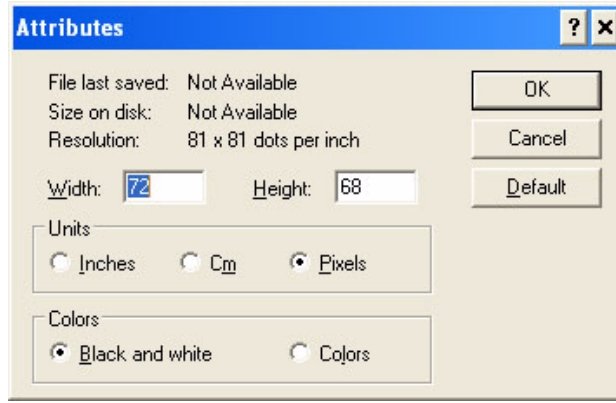 Attributes
? ×
File last saved: Not Available
OK
Size on disk: Not Available
Resolution: 81 x 81 dots per inch
Cancel
Width: 72 Height: 68
Default
Units
Inches Cm Pixels
Colors
Black and white Colors